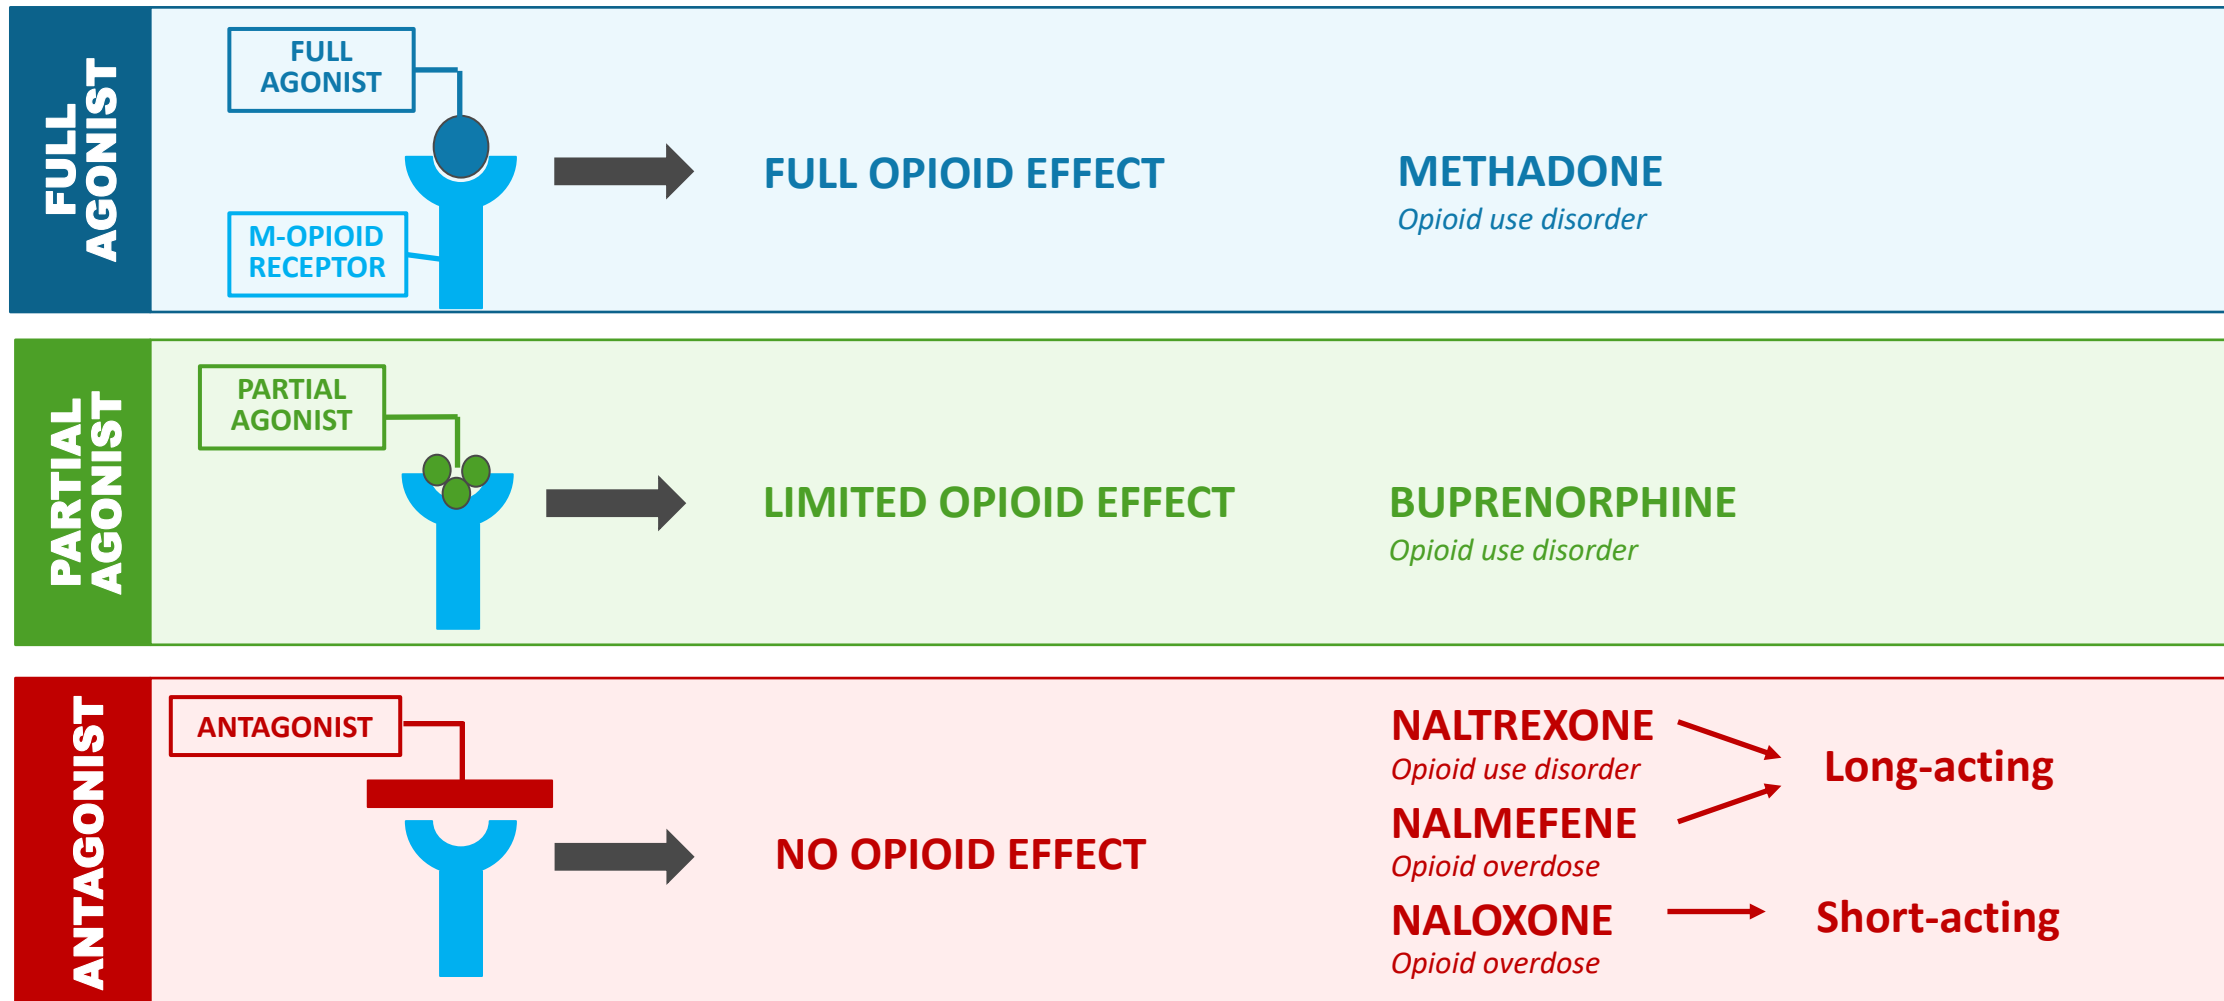 FULL
AGONIST
FULL
AGONIST
M-OPIOID
RECEPTOR
FULL OPIOID EFFECT
METHADONE
Opioid use disorder
PARTIAL
AGONIST
PARTIAL
AGONIST
LIMITED OPIOID EFFECT
BUPRENORPHINE
Opioid use disorder
ANTAGONIST
ANTAGONIST
NO OPIOID EFFECT
NALTREXONE
Opioid use disorder
NALMEFENE
Opioid overdose
NALOXONE
Opioid overdose
Long-acting
Short-acting